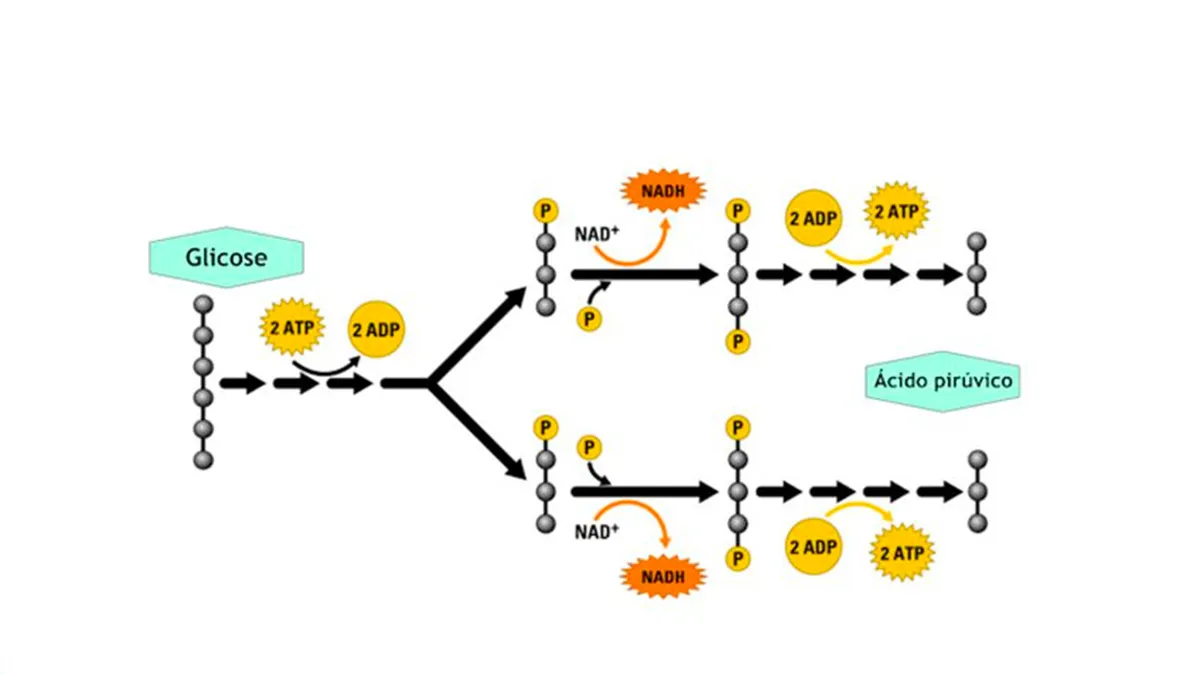 Glicose
2 ATP
2 ADP
P
NAD⁺
NADH
P
P
P
2 ADP
2 ATP
Ácido pirúvico
P
P
NAD⁺
NADH
P
P
2 ADP
2 ATP